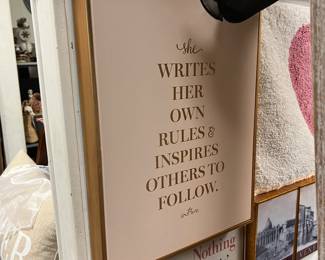 she
WRITES
HER
OWN
RULES &
INSPIRES
OTHERS TO
FOLLOW.
Nothing